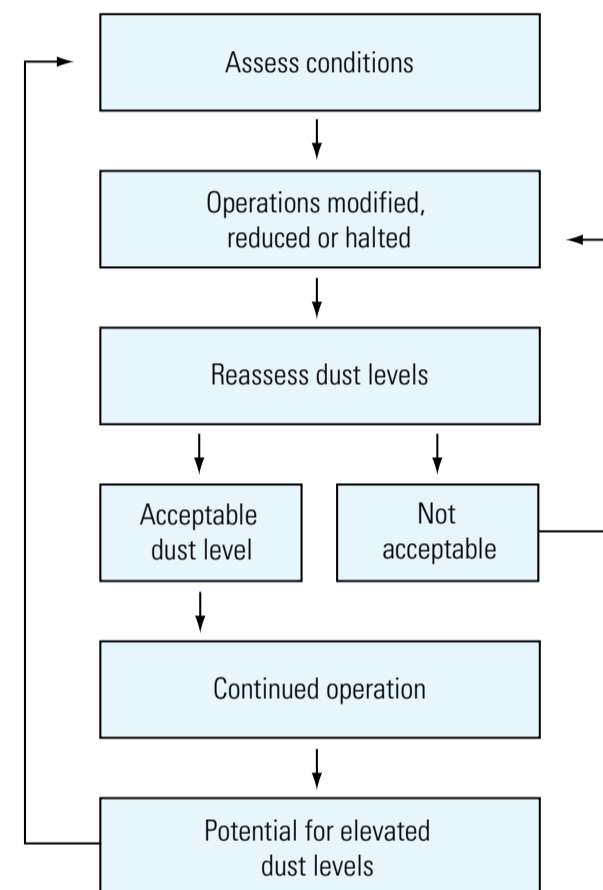 Assess conditions
Operations modified,
reduced or halted
Reassess dust levels
Acceptable
dust level
Not
acceptable
Continued operation
Potential for elevated
dust levels